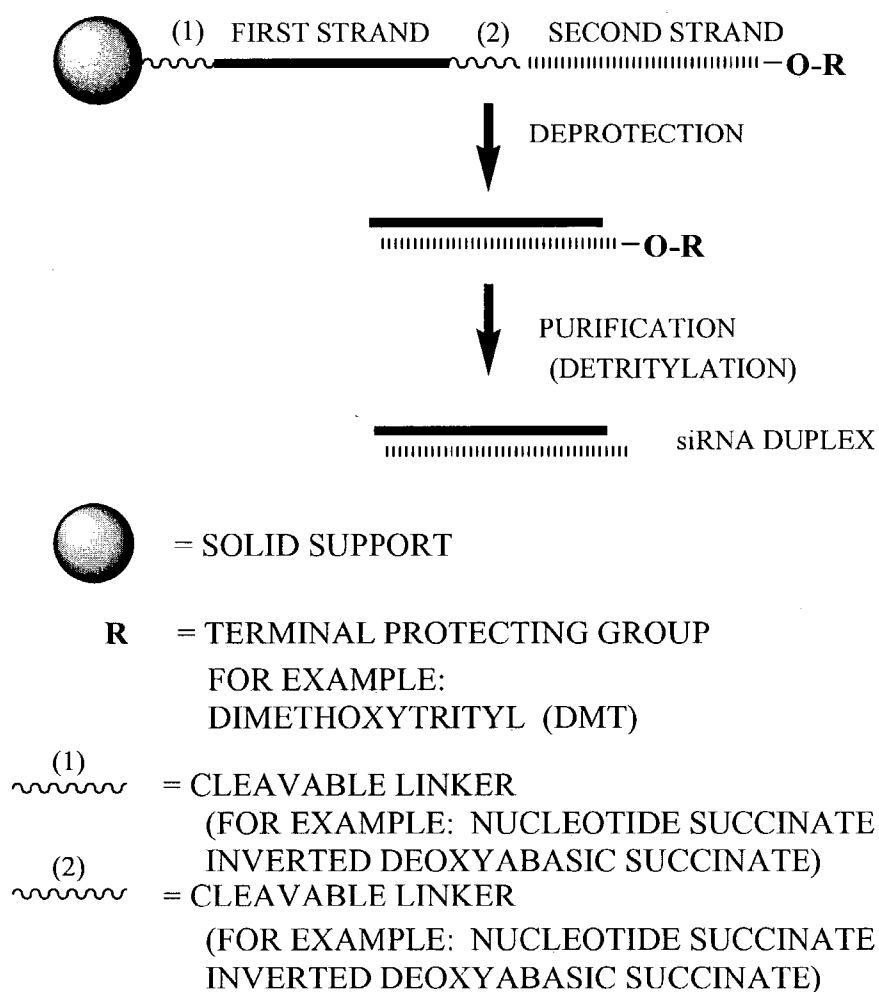 (1) FIRST STRAND (2) SECOND STRAND
O-R
DEPROTECTION
O-R
PURIFICATION
(DETRITYLATION)
siRNA DUPLEX
= SOLID SUPPORT
R = TERMINAL PROTECTING GROUP
FOR EXAMPLE:
DIMETHOXYTRITYL (DMT)
(1)
= CLEAVABLE LINKER
(FOR EXAMPLE: NUCLEOTIDE SUCCINATE
INVERTED DEOXYABASIC SUCCINATE)
(2)
= CLEAVABLE LINKER
(FOR EXAMPLE: NUCLEOTIDE SUCCINATE
INVERTED DEOXYABASIC SUCCINATE)